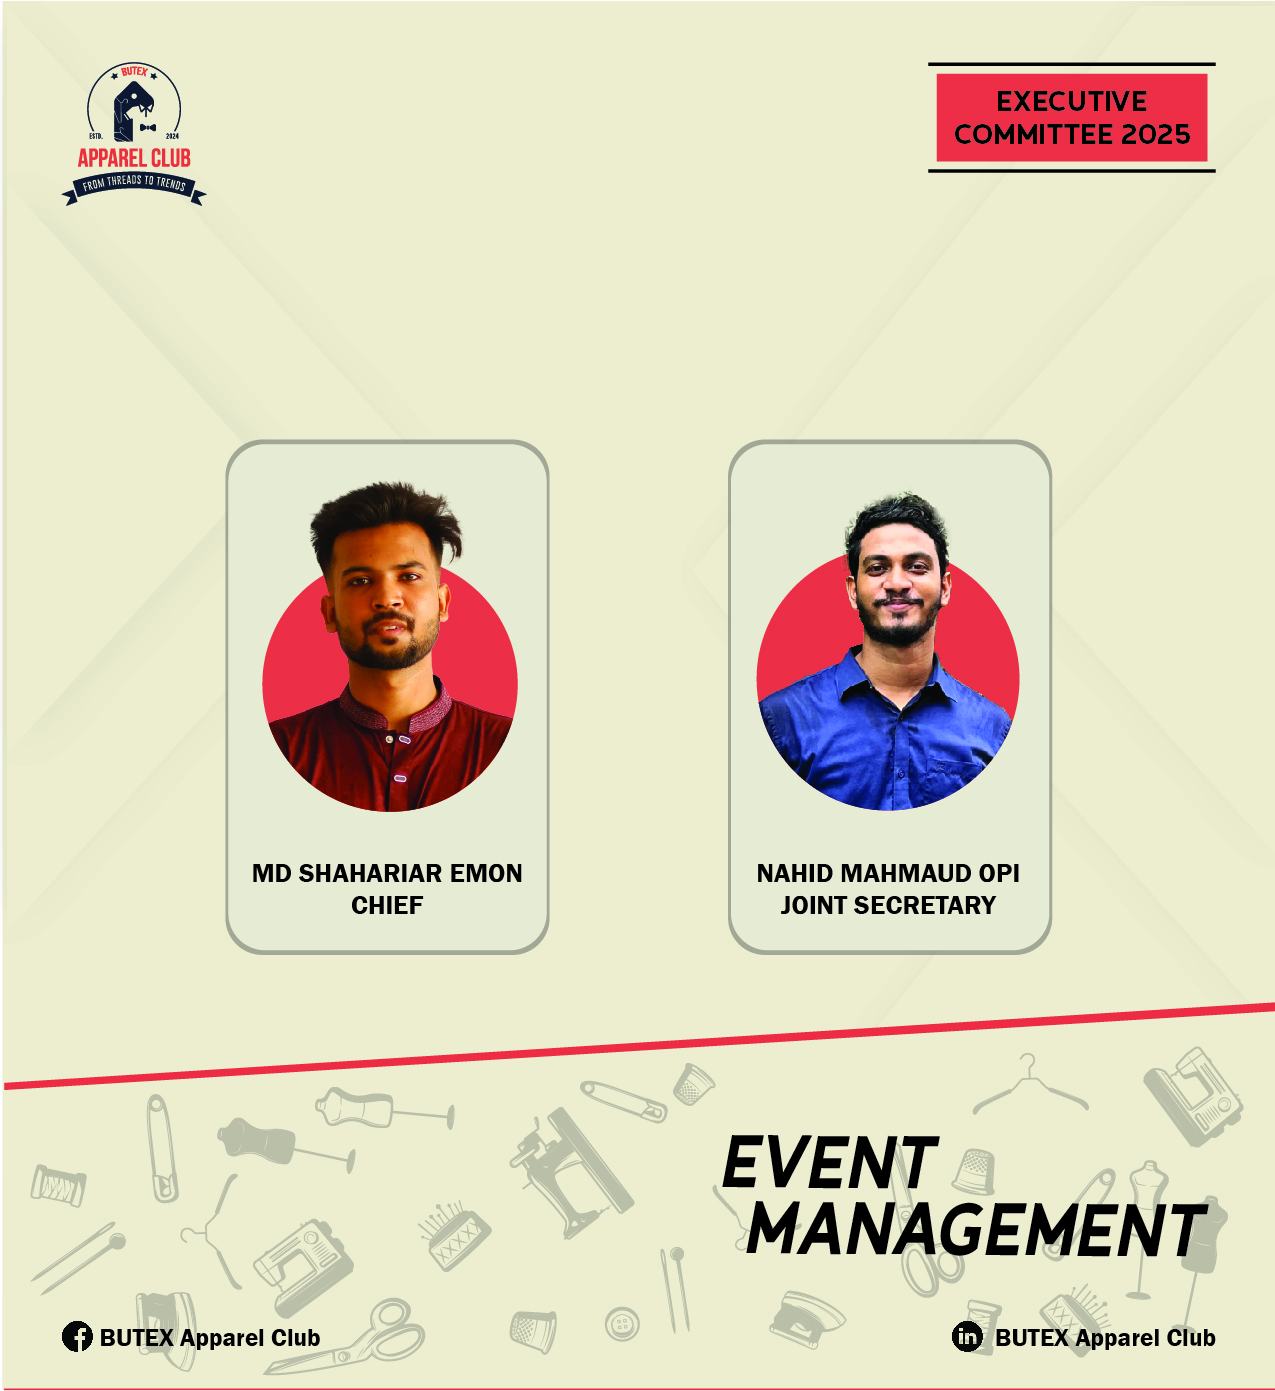 BUTEX
ESTD. 2024
APPAREL CLUB
FROM THREADS TO TRENDS
EXECUTIVE
COMMITTEE 2025
MD SHAHARIAR EMON
CHIEF
NAHID MAHMAUD OPI
JOINT SECRETARY
EVENT
MANAGEMENT
BUTEX Apparel Club
in BUTEX Apparel Club